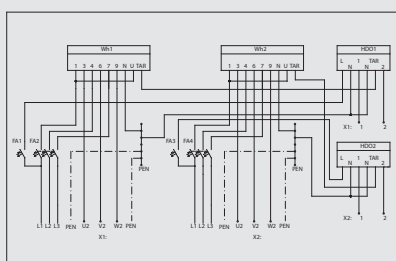 Wh1 Wh2 HDO1
1 3 4 6 7 9 N U TAR 1 3 4 6 7 9 N U TAR L 1 TAR
N N 2
FA1 FA2 FA3 FA4 X1: 1 2
HDO2
L 1 TAR
N N 2
PEN PEN
L1 L2 L3 PEN U2 V2 W2 PEN L1 L2 L3 PEN U2 V2 W2 PEN X2: 1 2
X1: X2: